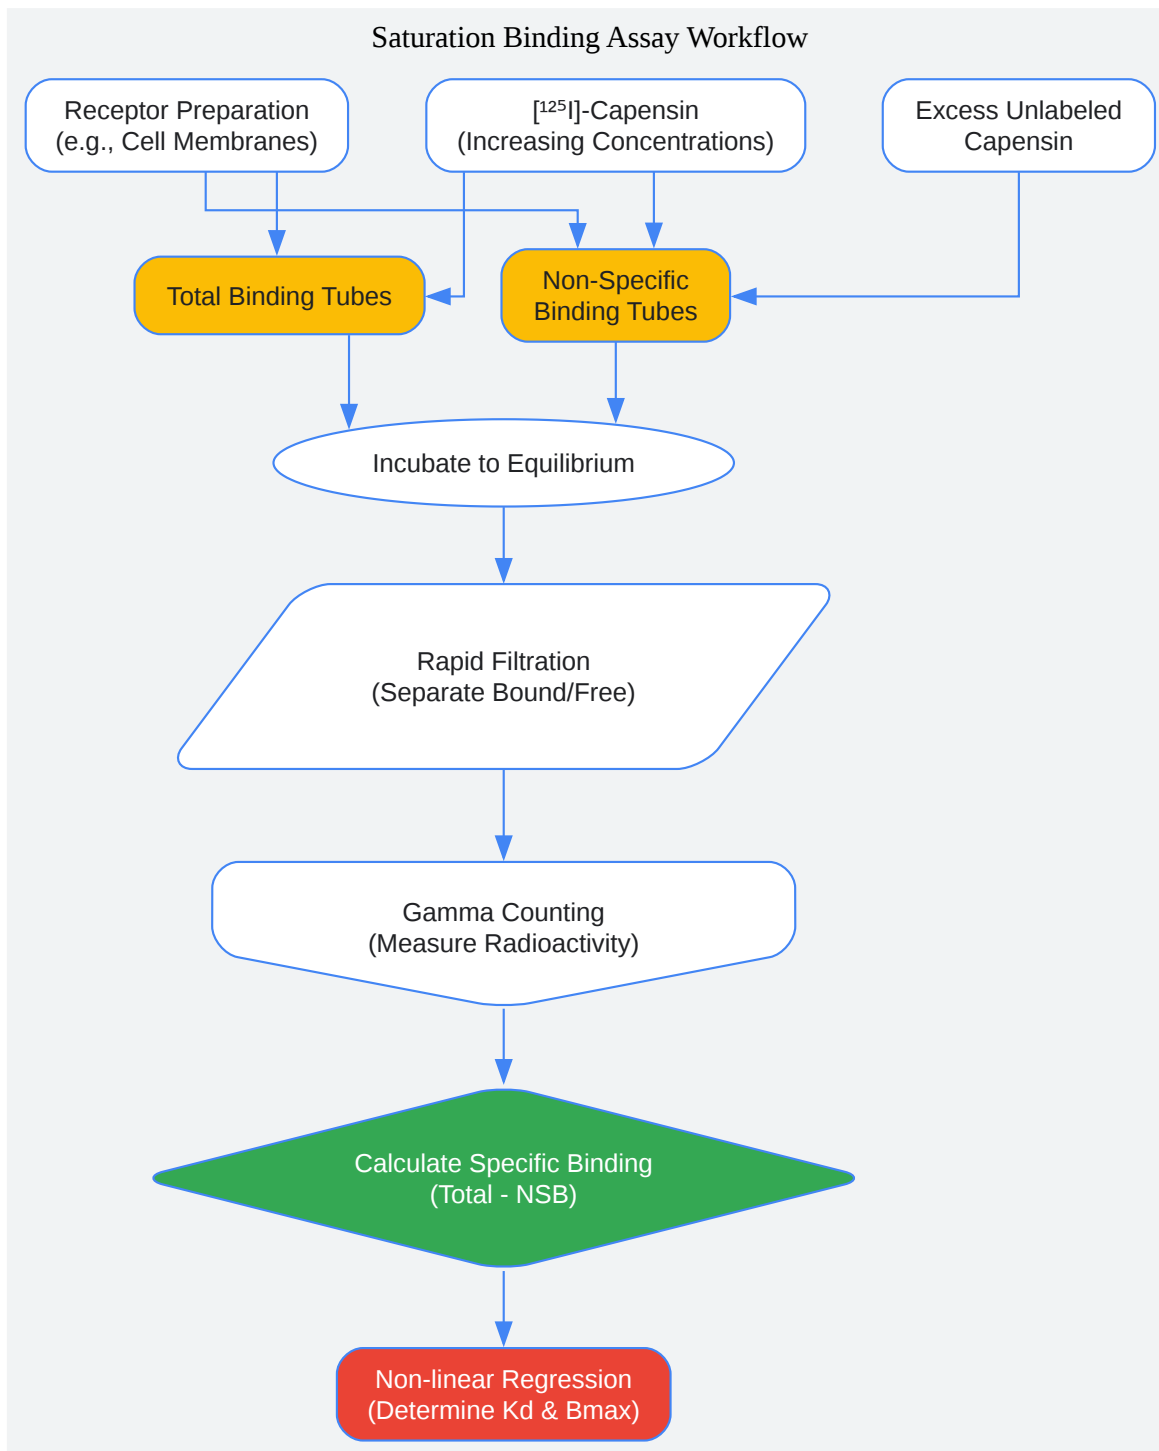 Saturation Binding Assay Workflow
Receptor Preparation
(e.g., Cell Membranes)
[¹²⁵I]-Capensin
(Increasing Concentrations)
Excess Unlabeled
Capensin
Total Binding Tubes
Non-Specific
Binding Tubes
Incubate to Equilibrium
Rapid Filtration
(Separate Bound/Free)
Gamma Counting
(Measure Radioactivity)
Calculate Specific Binding
(Total - NSB)
Non-linear Regression
(Determine Kd & Bmax)